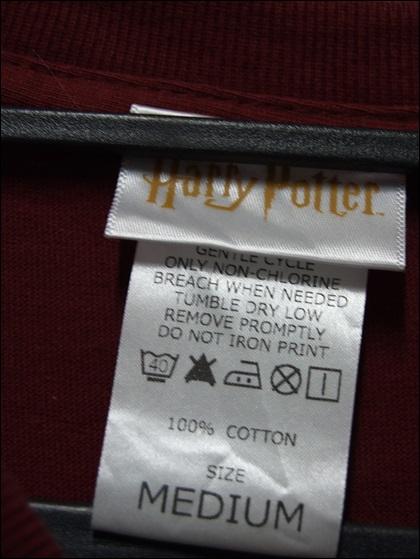 Harry Potter
GENTLE CYCLE
ONLY NON-CHLORINE
BREACH WHEN NEEDED
TUMBLE DRY LOW
REMOVE PROMPTLY
DO NOT IRON PRINT
40
100% COTTON
SIZE
MEDIUM